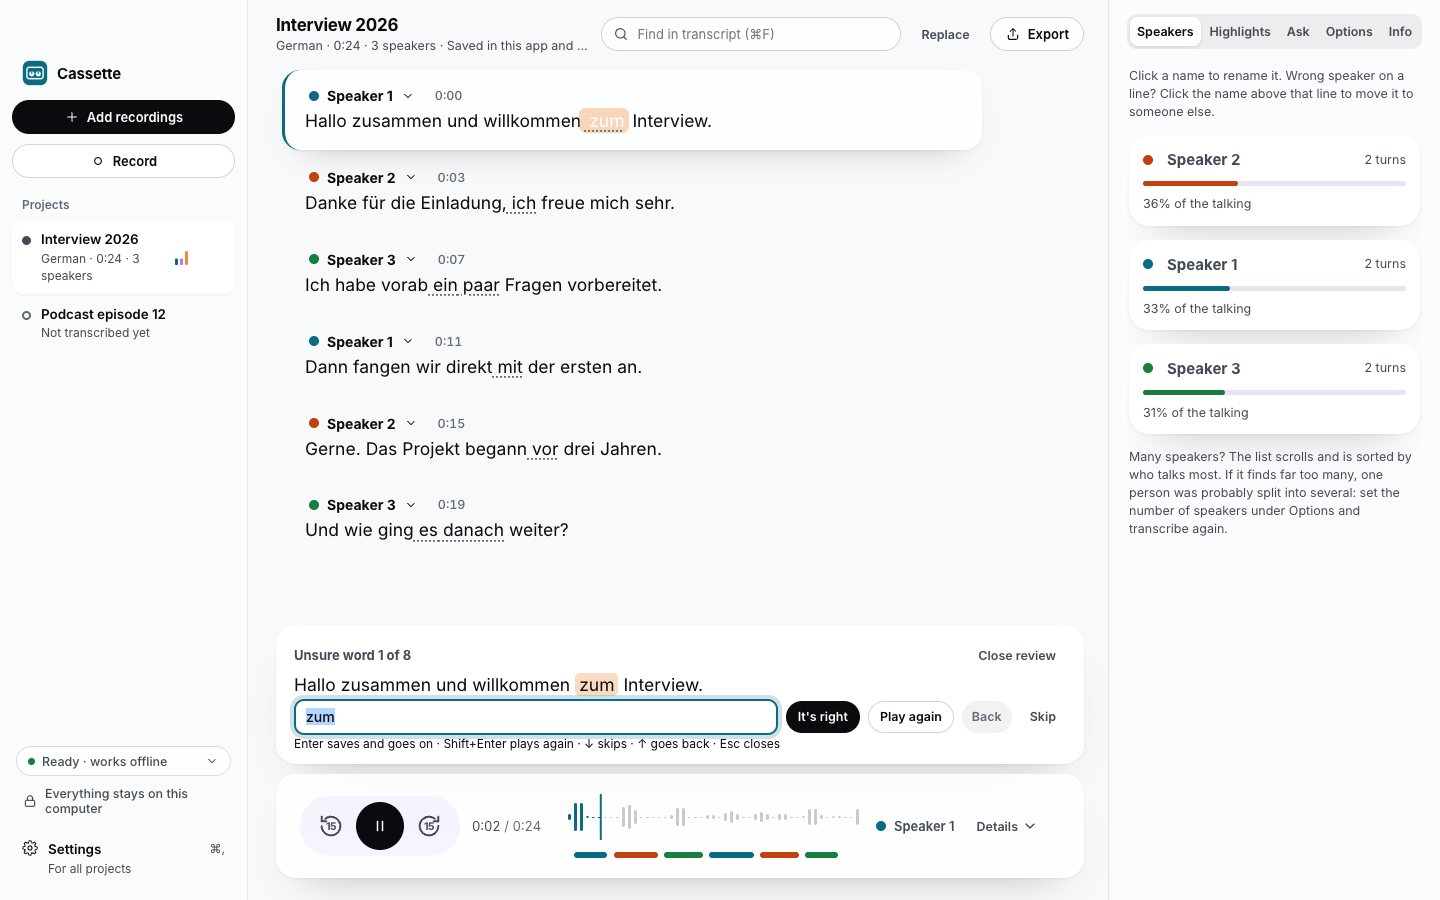 Cassette
Add recordings
Record
Projects
Interview 2026
German · 0:24 · 3
speakers
Podcast episode 12
Not transcribed yet
Ready · works offline
Everything stays on this
computer
Settings
⌘,
For all projects
Interview 2026
German · 0:24 · 3 speakers · Saved in this app and ...
Find in transcript (⌘F)
Replace
Export
Speaker 1 0:00
Hallo zusammen und willkommen zum Interview.
Speaker 2 0:03
Danke für die Einladung, ich freue mich sehr.
Speaker 3 0:07
Ich habe vorab ein paar Fragen vorbereitet.
Speaker 1 0:11
Dann fangen wir direkt mit der ersten an.
Speaker 2 0:15
Gerne. Das Projekt begann vor drei Jahren.
Speaker 3 0:19
Und wie ging es danach weiter?
Unsure word 1 of 8
Close review
Hallo zusammen und willkommen zum Interview.
zum
It's right
Play again
Back
Skip
Enter saves and goes on · Shift+Enter plays again · ↓ skips · ↑ goes back · Esc closes
15
15
0:02 / 0:24
Speaker 1
Details
Speakers Highlights Ask Options Info
Click a name to rename it. Wrong speaker on a
line? Click the name above that line to move it to
someone else.
Speaker 2 2 turns
36% of the talking
Speaker 1 2 turns
33% of the talking
Speaker 3 2 turns
31% of the talking
Many speakers? The list scrolls and is sorted by
who talks most. If it finds far too many, one
person was probably split into several: set the
number of speakers under Options and
transcribe again.